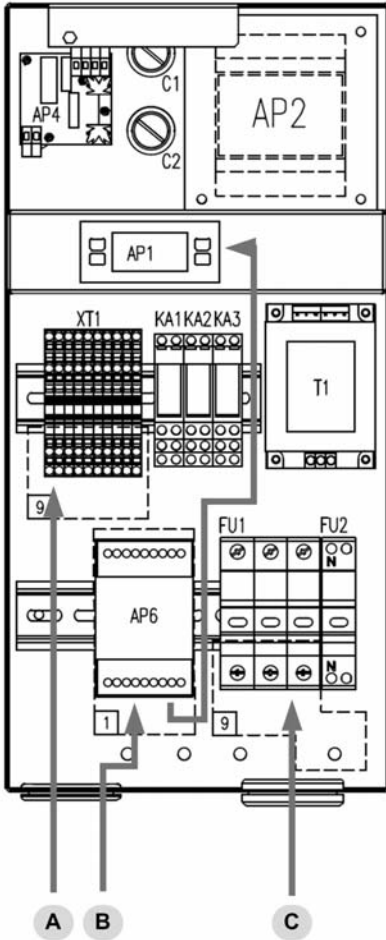 AP4
C1
AP2
C2
AP1
XT1
KA1 KA2 KA3
T1
9
FU1 FU2
N
AP6
N
1
9
A B C